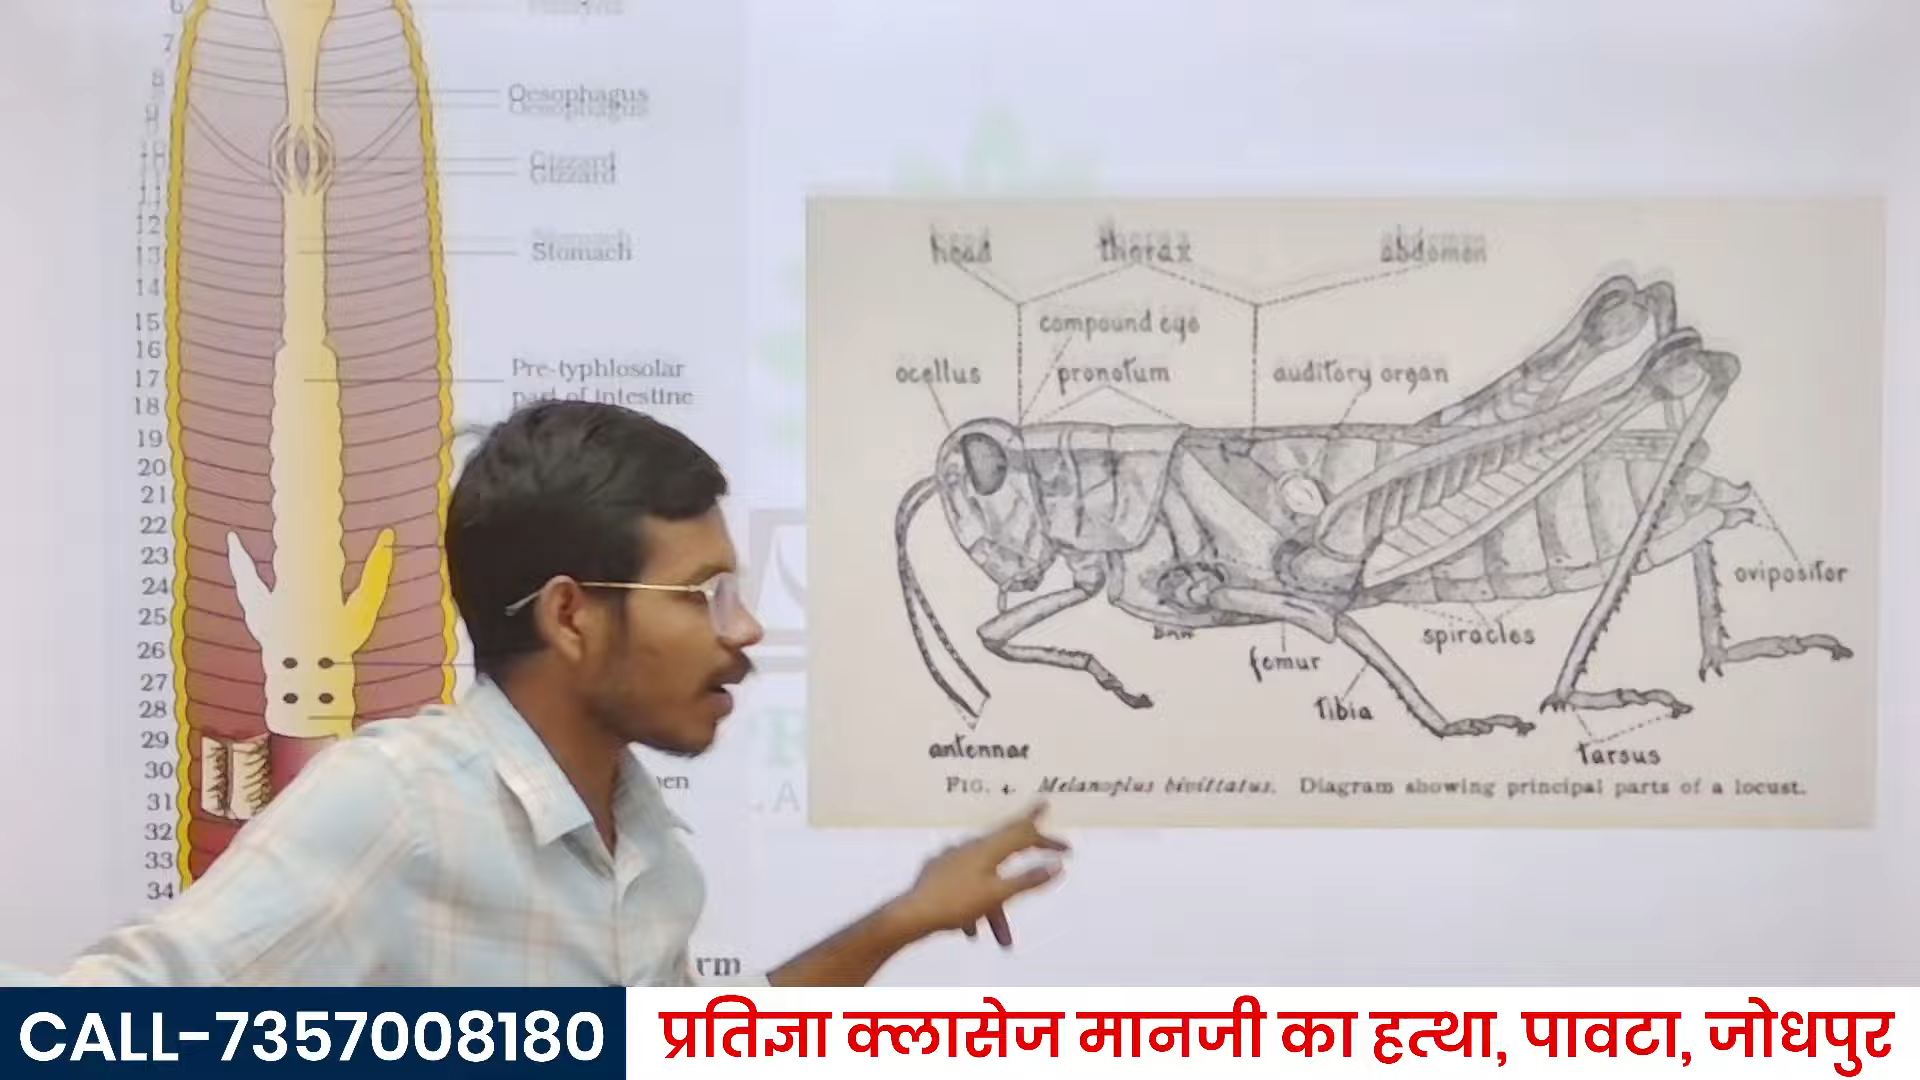 6
7
8
9
10
11
12
13
14
15
16
17
18
19
20
21
22
23
24
25
26
27
28
29
30
31
32
33
34
Oesophagus
Gizzard
Stomach
Pre-typhlosolar
part of intestine
head
thorax
abdomen
compound eye
ocellus
pronotum
auditory organ
ovipositor
spiracles
femur
tibia
tarsus
antennae
FIG. 4. Melanoplus bivittatus. Diagram showing principal parts of a locust.
CALL-7357008180
प्रतिज्ञा क्लासेज मानजी का हत्था, पावटा, जोधपुर